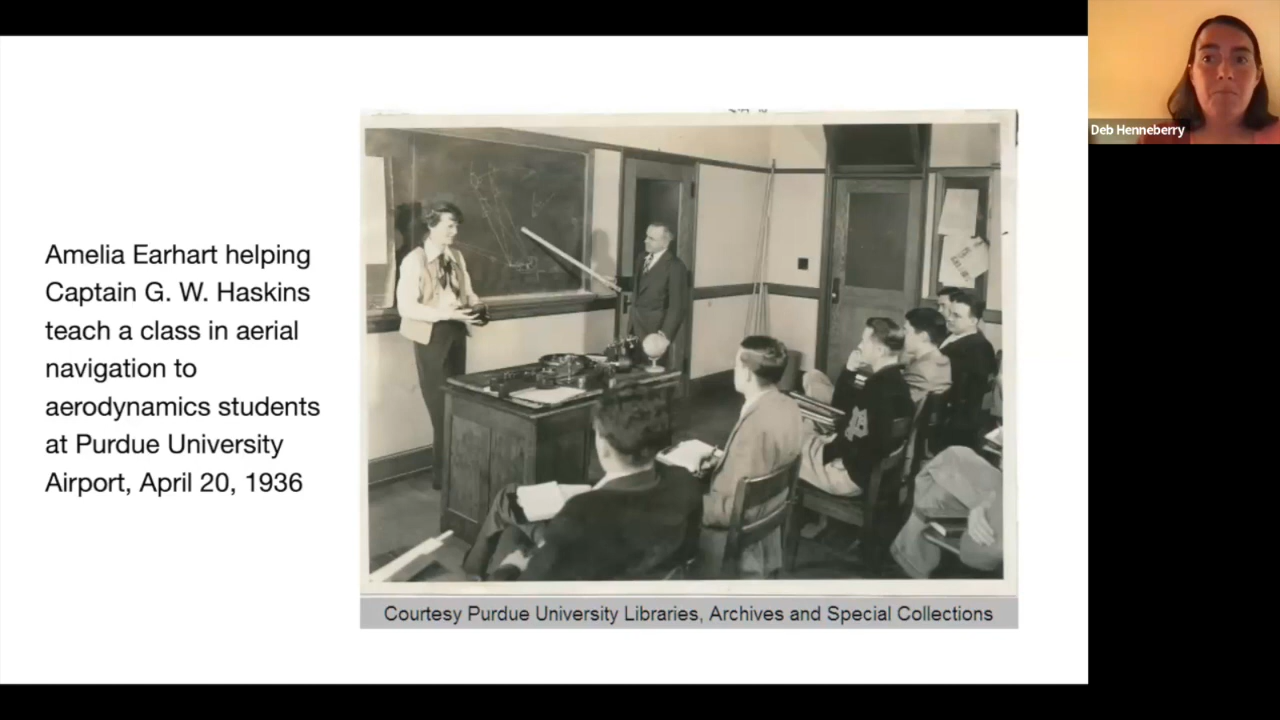 Deb Henneberry
Amelia Earhart helping
Captain G. W. Haskins
teach a class in aerial
navigation to
aerodynamics students
at Purdue University
Airport, April 20, 1936
Courtesy Purdue University Libraries, Archives and Special Collections